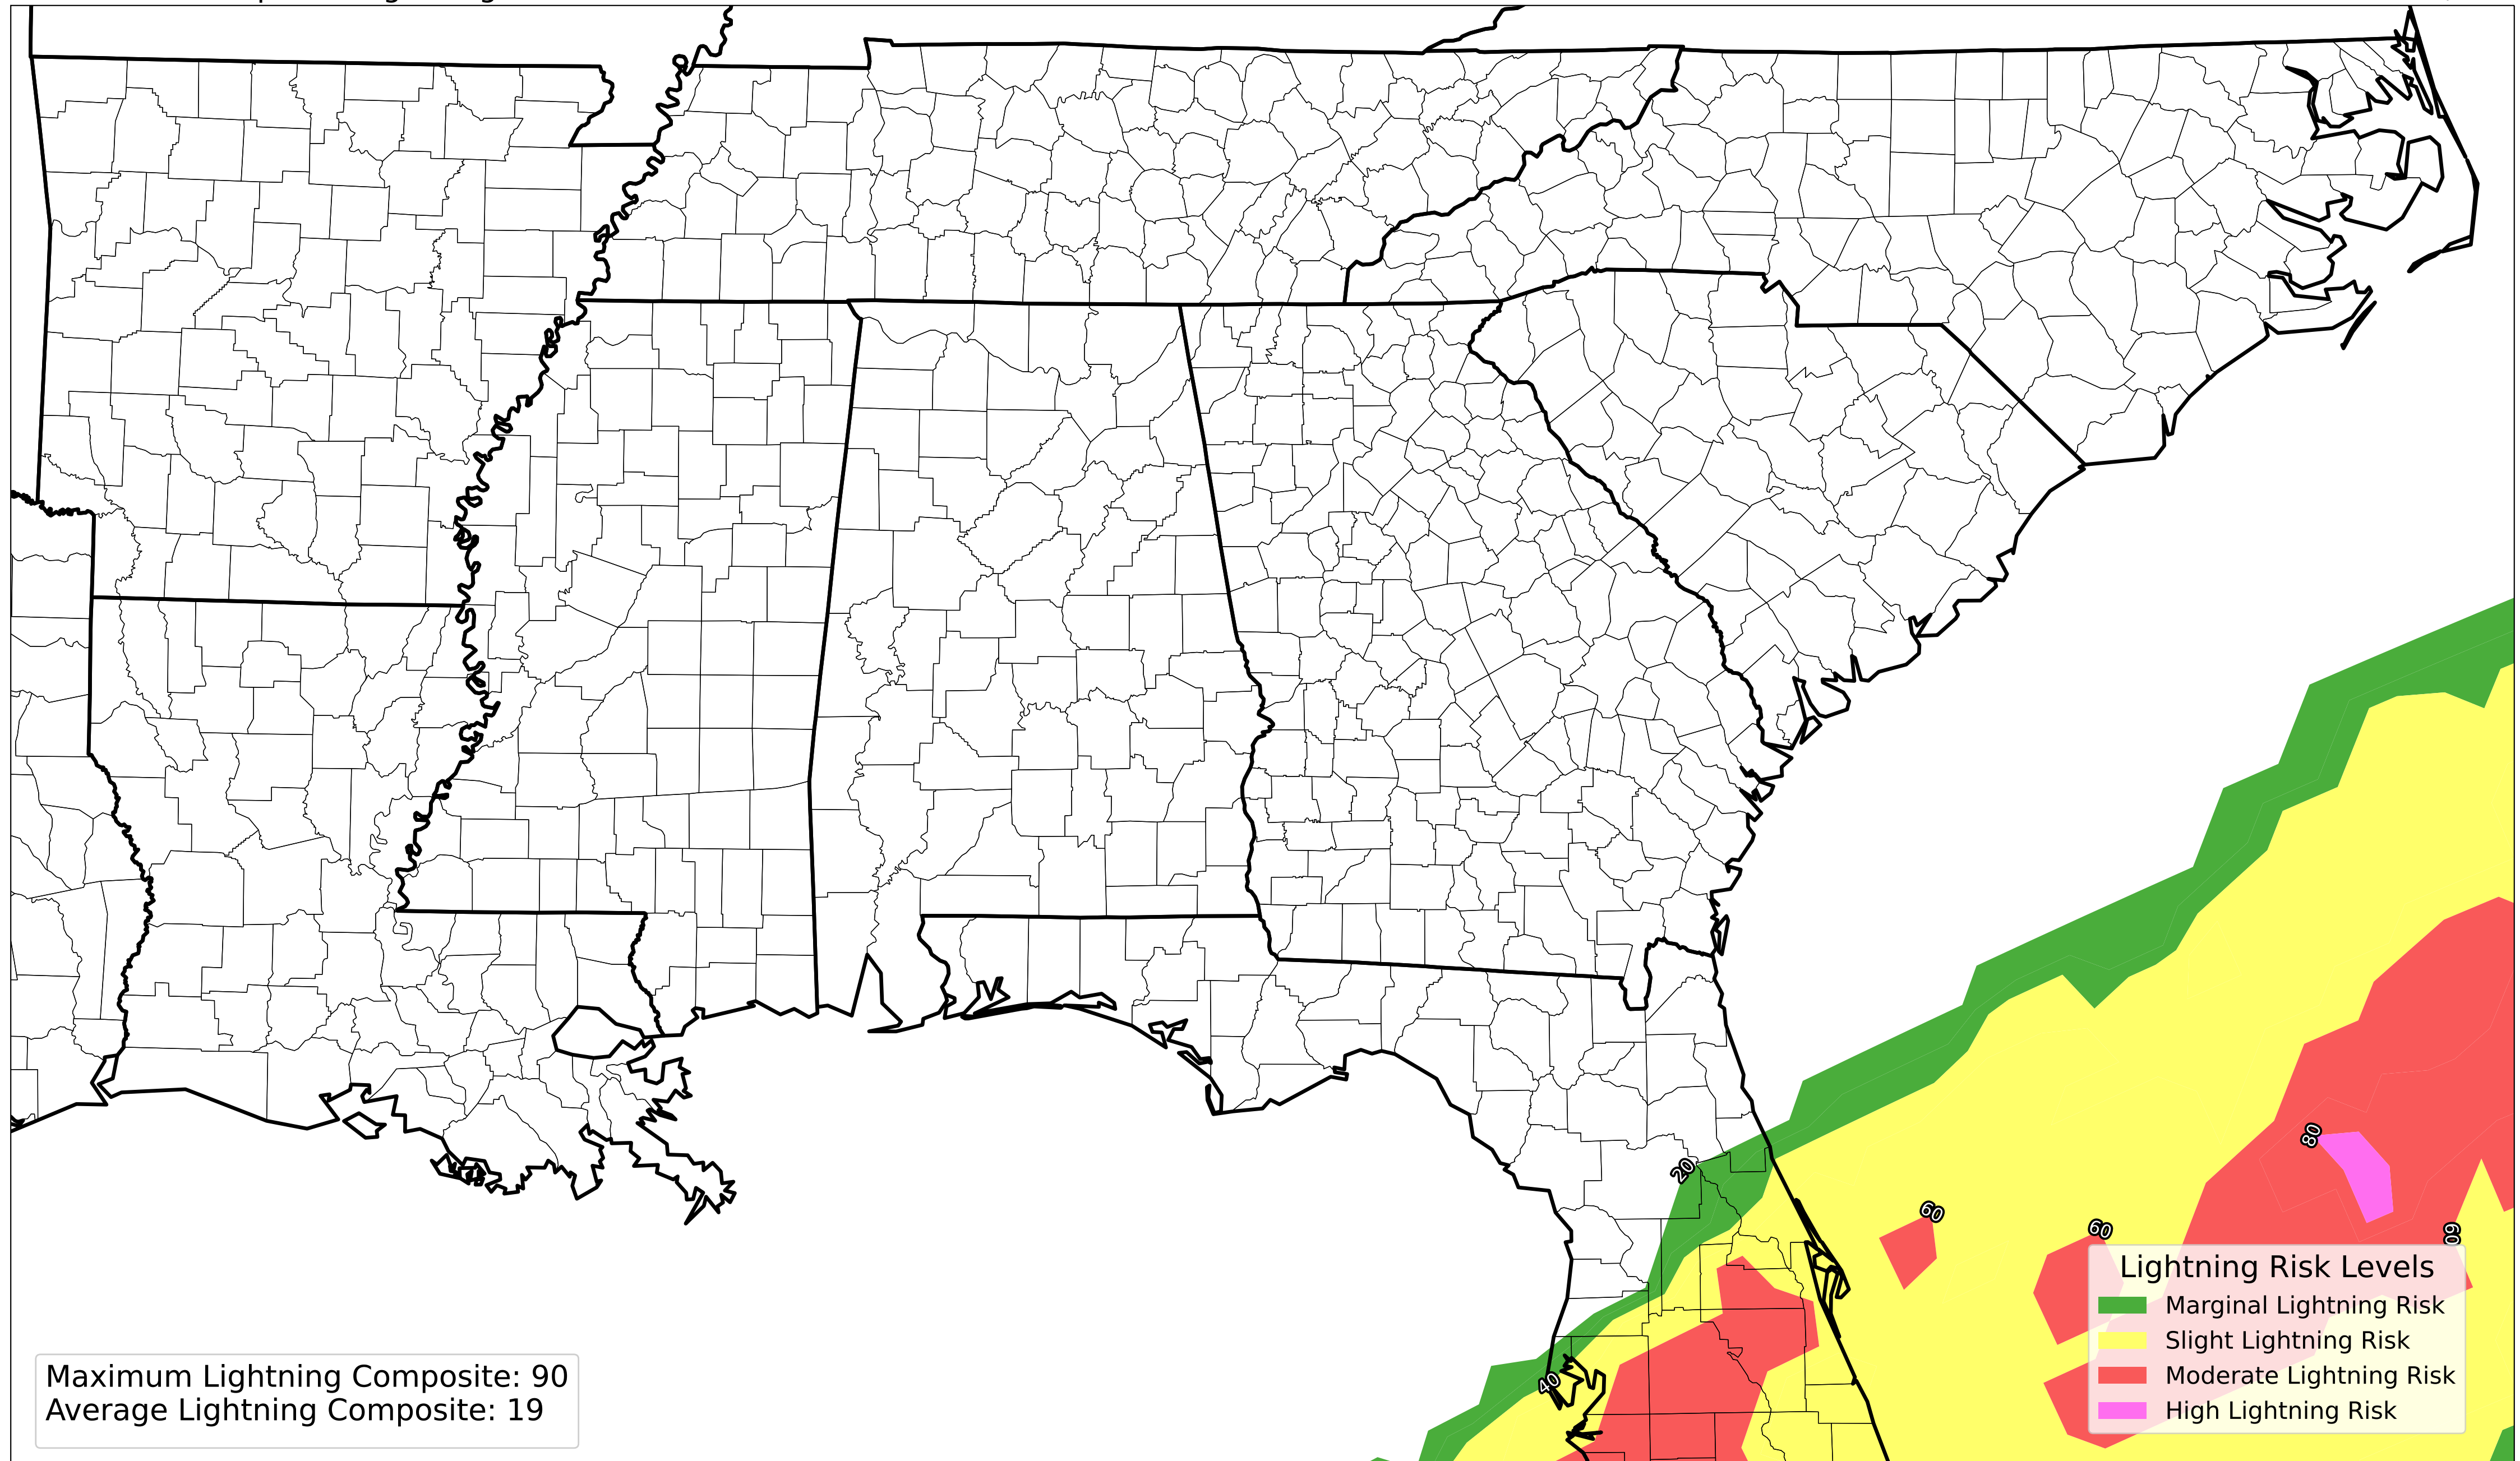 80
20
60
60
60
40
Lightning Risk Levels
Marginal Lightning Risk
Slight Lightning Risk
Moderate Lightning Risk
High Lightning Risk
Maximum Lightning Composite: 90
Average Lightning Composite: 19